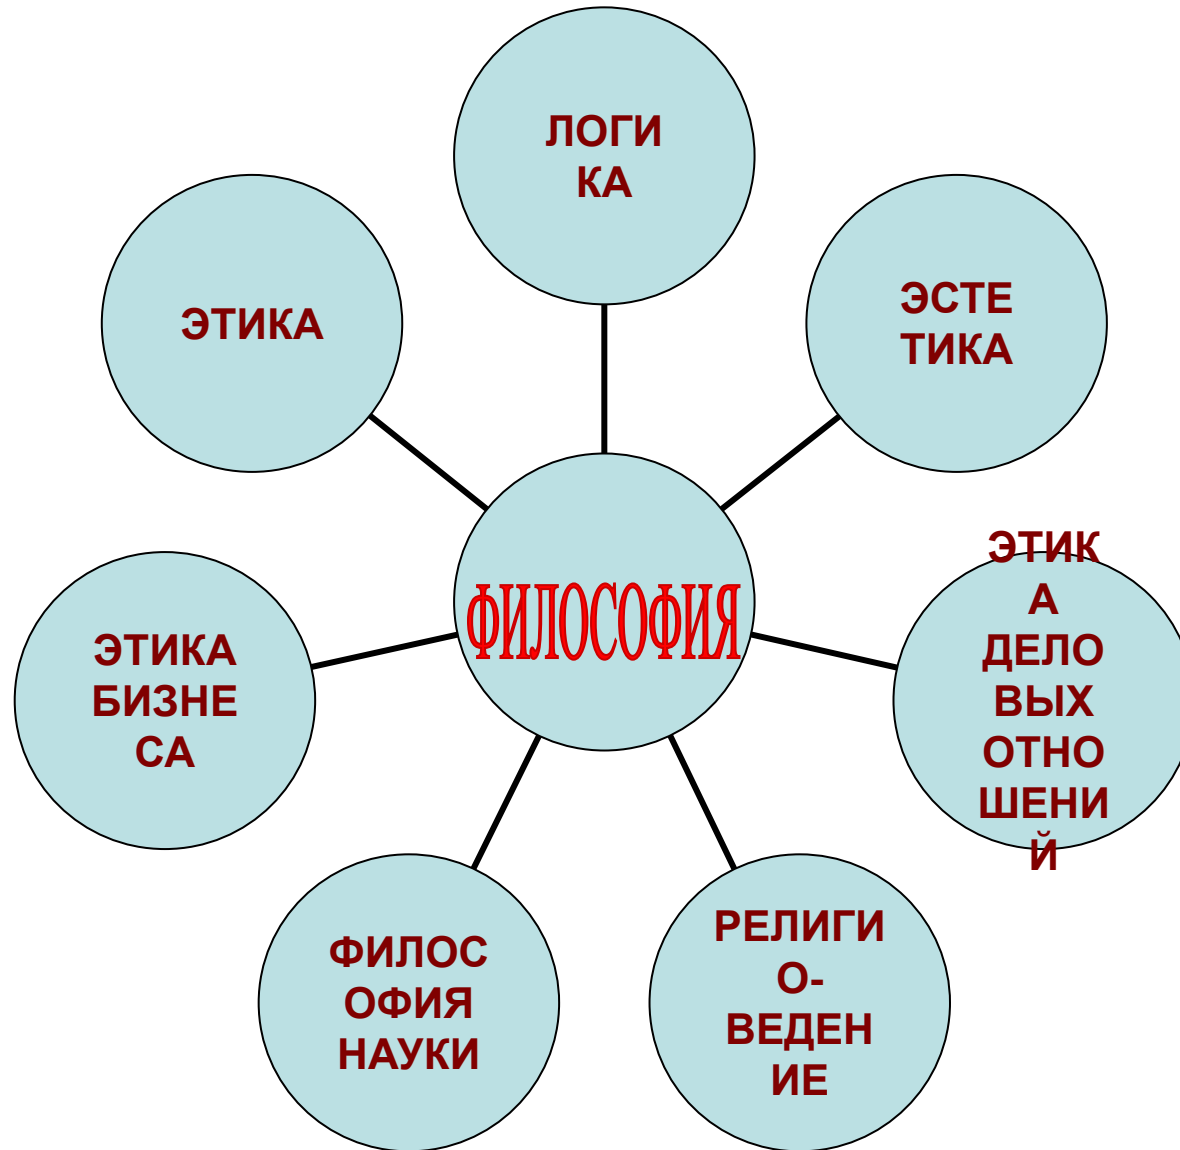 ЛОГИ
КА
ЭТИКА
ЭСТЕ
ТИКА
ФИЛОСОФИЯ
ЭТИК
А
ДЕЛО
ВЫХ
ОТНО
ШЕНИ
Й
ЭТИКА
БИЗНЕ
СА
ФИЛОС
ОФИЯ
НАУКИ
РЕЛИГИ
О-
ВЕДЕН
ИЕ